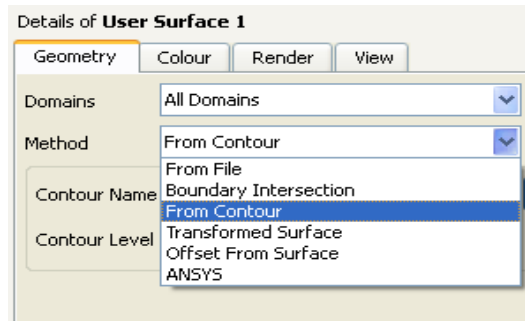 Details of User Surface 1
Geometry Colour Render View
Domains All Domains
Method From Contour
From File
Boundary Intersection
Contour Name
From Contour
Transformed Surface
Contour Level
Offset From Surface
ANSYS